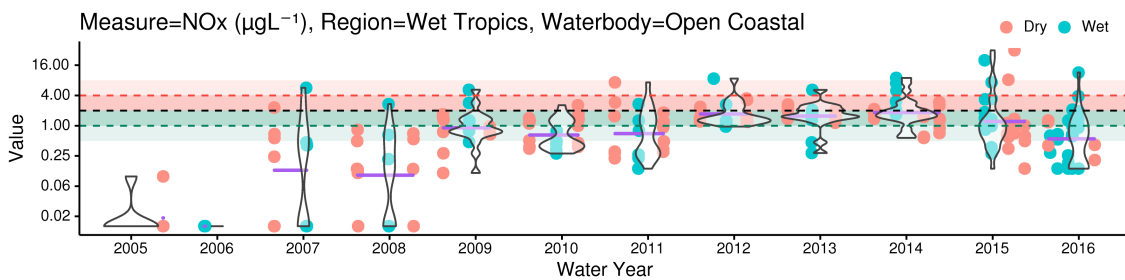 Measure=NOx (µgL⁻¹), Region=Wet Tropics, Waterbody=Open Coastal
Dry Wet
16.00
4.00
1.00
0.25
0.06
0.02
Value
2005 2006 2007 2008 2009 2010 2011 2012 2013 2014 2015 2016
Water Year